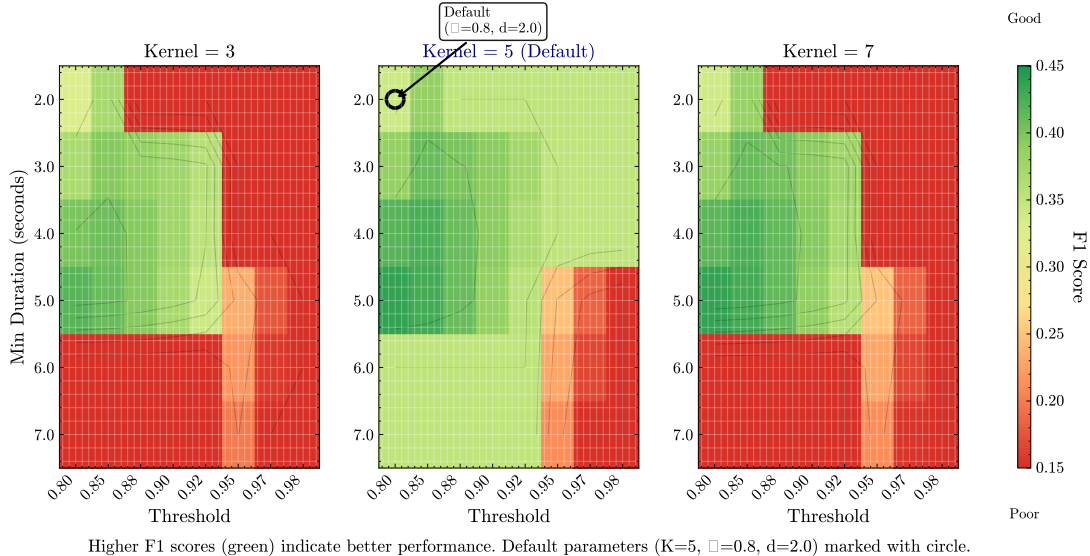 Default
(□=0.8, d=2.0)
Good
Kernel = 3
Kernel = 5 (Default)
Kernel = 7
Min Duration (seconds)
2.0
3.0
4.0
5.0
6.0
7.0
2.0
3.0
4.0
5.0
6.0
7.0
2.0
3.0
4.0
5.0
6.0
7.0
0.80 0.85 0.88 0.90 0.92 0.95 0.97 0.98
0.80 0.85 0.88 0.90 0.92 0.95 0.97 0.98
0.80 0.85 0.88 0.90 0.92 0.95 0.97 0.98
Threshold
Threshold
Threshold
0.45
0.40
0.35
0.30
0.25
0.20
0.15
F1 Score
Poor
Higher F1 scores (green) indicate better performance. Default parameters (K=5, □=0.8, d=2.0) marked with circle.